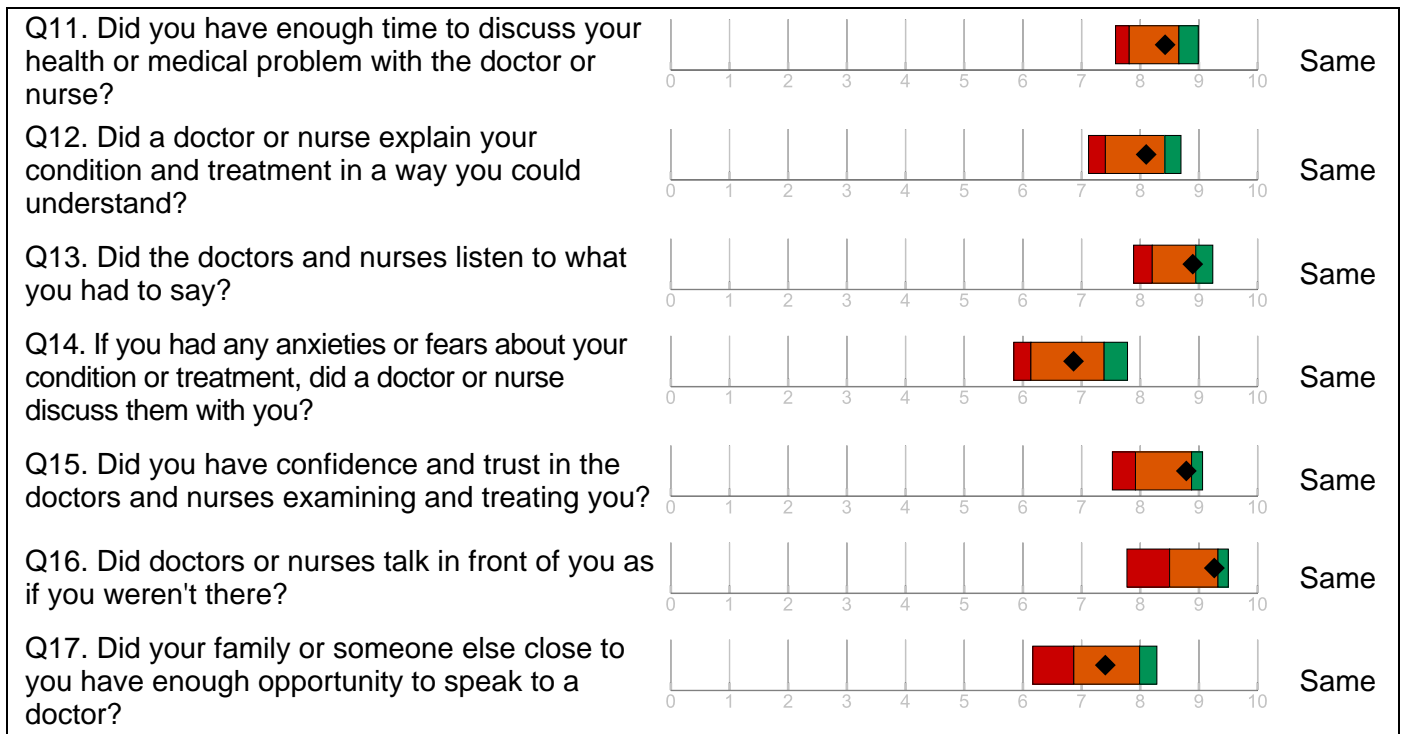 Q11. Did you have enough time to discuss your
health or medical problem with the doctor or
nurse?
0 1 2 3 4 5 6 7 8 9 10
Same
Q12. Did a doctor or nurse explain your
condition and treatment in a way you could
understand?
0 1 2 3 4 5 6 7 8 9 10
Same
Q13. Did the doctors and nurses listen to what
you had to say?
0 1 2 3 4 5 6 7 8 9 10
Same
Q14. If you had any anxieties or fears about your
condition or treatment, did a doctor or nurse
discuss them with you?
0 1 2 3 4 5 6 7 8 9 10
Same
Q15. Did you have confidence and trust in the
doctors and nurses examining and treating you?
0 1 2 3 4 5 6 7 8 9 10
Same
Q16. Did doctors or nurses talk in front of you as
if you weren't there?
0 1 2 3 4 5 6 7 8 9 10
Same
Q17. Did your family or someone else close to
you have enough opportunity to speak to a
doctor?
0 1 2 3 4 5 6 7 8 9 10
Same